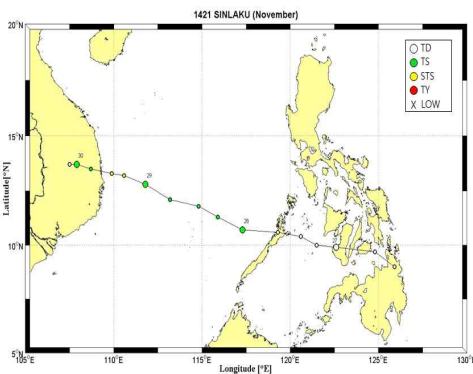 1421 SINLAKU (November)
20°N
TD
TS
STS
TY
X LOW
15°N
30
29
28
10°N
Latitude[°N]
5°N
105°E 110°E 115°E 120°E 125°E 130°E
Longitude [°E]